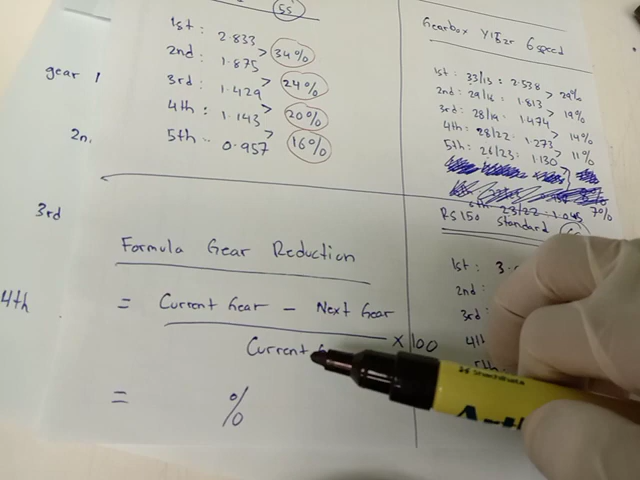 5S
1st: 2.833
2nd: 1.875 > 34%
3rd: 1.429 > 24%
4th: 1.143 > 20%
5th 0.957 > 16%
gear 1
3rd
4th
Gearbox Y15zr 6 speed
1st: 33/13: 2.538
2nd: 29/16: 1.813 > 29%
3rd: 28/19: 1.474 > 19%
4th: 28/22: 1.273 > 14%
5th: 26/23: 1.130 > 11%
23/22: 1.045 7%
RS150 Standard
1st: 3.
2nd:
3rd:
4th
5th
Formula Gear Reduction
= Current Gear - Next Gear
Current × 100
= %